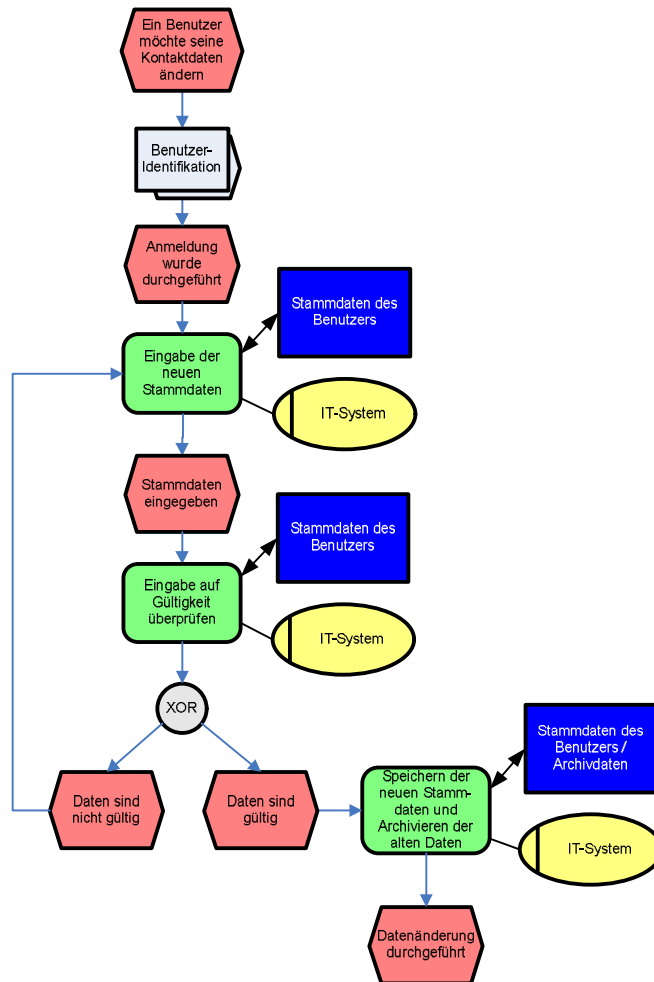 Ein Benutzer
möchte seine
Kontaktdaten
ändern
Benutzer-
Identifikation
Anmeldung
wurde
durchgeführt
Stammdaten des
Benutzers
Eingabe der
neuen
Stammdaten
IT-System
Stammdaten
eingegeben
Stammdaten des
Benutzers
Eingabe auf
Gültigkeit
überprüfen
IT-System
XOR
Stammdaten des
Benutzers /
Archivdaten
Daten sind
nicht gültig
Daten sind
gültig
Speichern der
neuen Stamm-
daten und
Archivieren der
alten Daten
IT-System
Datenänderung
durchgeführt